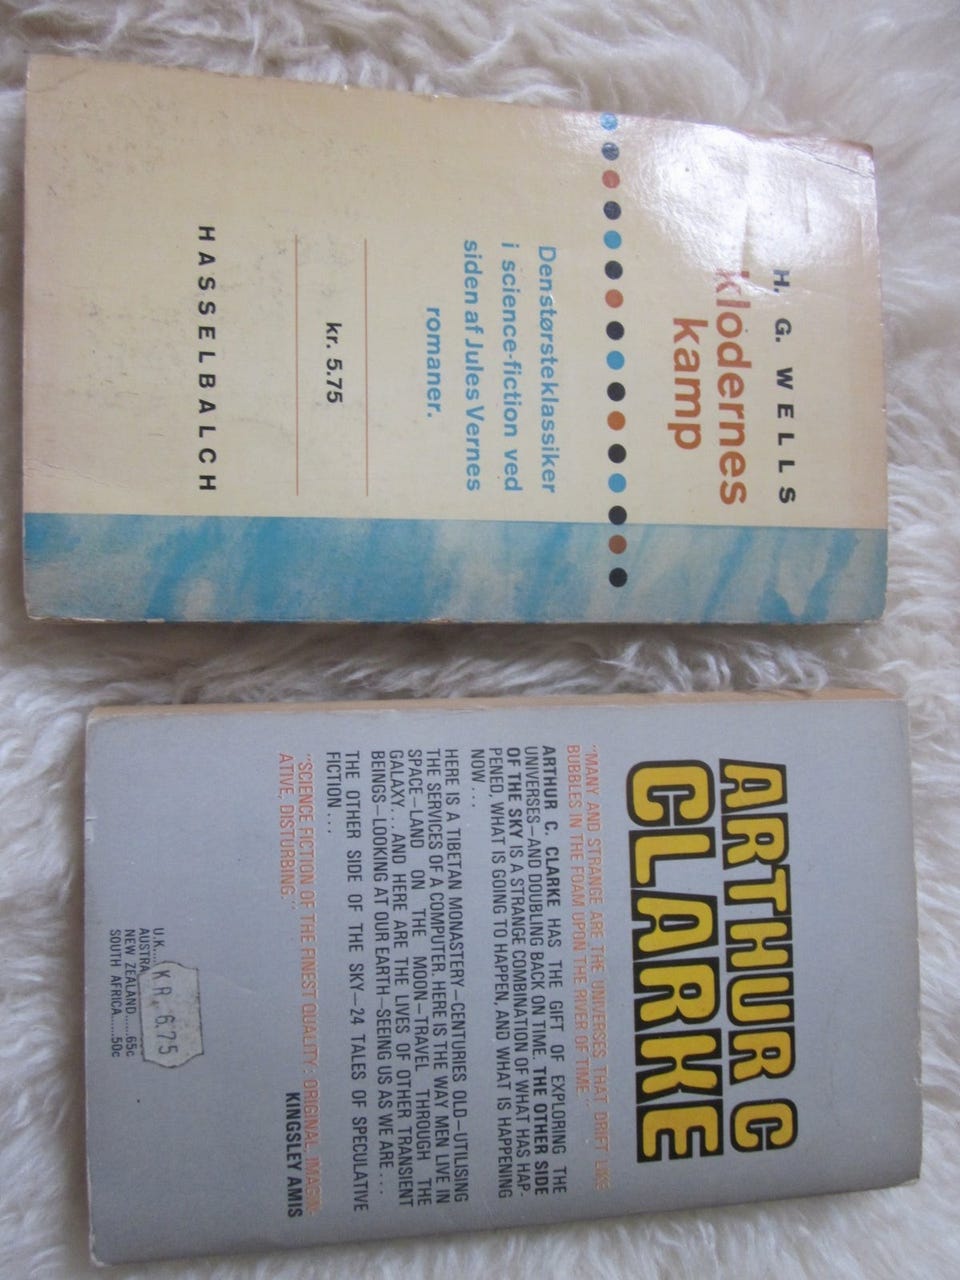 H. G. WELLS
klodernes
kamp
Den største klassiker
i science-fiction ved
siden af Jules Vernes
romaner.
kr. 5.75
HASSELBALCH
ARTHUR C
CLARKE
"MANY AND STRANGE ARE THE UNIVERSES THAT DRIFT LIKE
BUBBLES IN THE FOAM UPON THE RIVER OF TIME..."
ARTHUR C. CLARKE HAS THE GIFT OF EXPLORING THE
UNIVERSES—AND DOUBLING BACK ON TIME. THE OTHER SIDE
OF THE SKY IS A STRANGE COMBINATION OF WHAT HAS HAP-
PENED, WHAT IS GOING TO HAPPEN, AND WHAT IS HAPPENING
NOW...
HERE IS A TIBETAN MONASTERY—CENTURIES OLD—UTILISING
THE SERVICES OF A COMPUTER. HERE IS THE WAY MEN LIVE IN
SPACE—LAND ON THE MOON—TRAVEL THROUGH THE
GALAXY... AND HERE ARE THE LIVES OF OTHER TRANSIENT
BEINGS—LOOKING AT OUR EARTH—SEEING US AS WE ARE...
THE OTHER SIDE OF THE SKY—24 TALES OF SPECULATIVE
FICTION...
"SCIENCE FICTION OF THE FINEST QUALITY: ORIGINAL, IMAGIN-
ATIVE, DISTURBING."
KINGSLEY AMIS
U.K.....
KR. 6.75
AUSTRA
NEW ZEALAND.....65c
SOUTH AFRICA.....50c